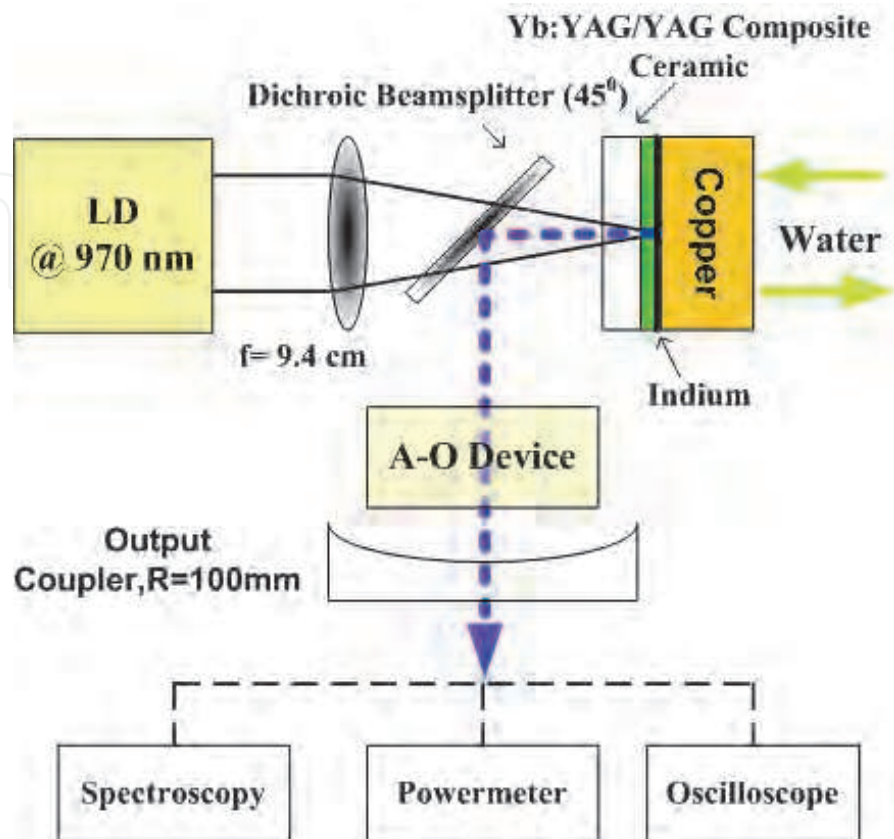 Yb:YAG/YAG Composite
Ceramic
Dichroic Beamsplitter (45⁰)
LD
@ 970 nm
Copper
Water
f= 9.4 cm
Indium
A-O Device
Output
Coupler,R=100mm
Spectroscopy
Powermeter
Oscilloscope